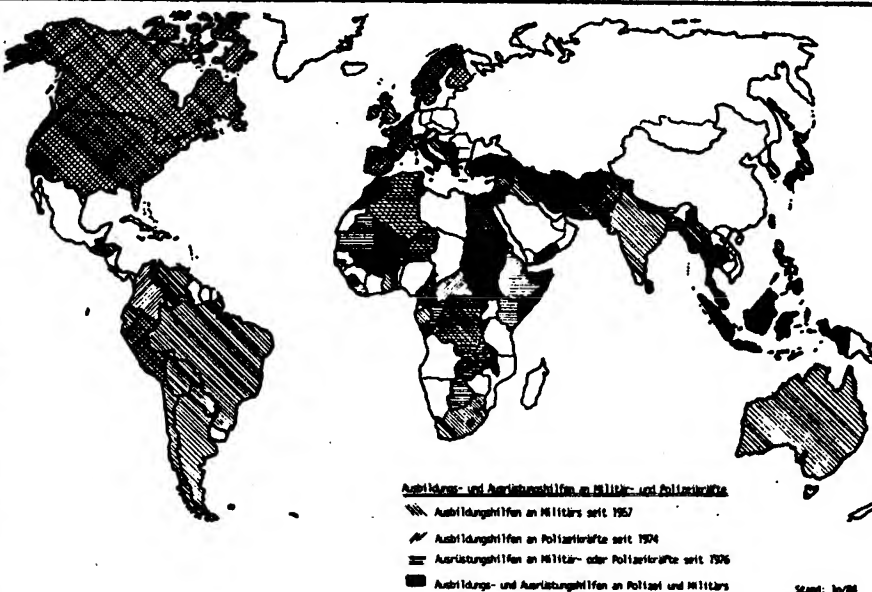 Ausbildungs- und Ausrüstungshilfen an Militär- und Polizeikräfte
Ausbildungshilfen an Militärs seit 1957
Ausbildungshilfen an Polizeikräfte seit 1974
Ausrüstungshilfen an Militär- oder Polizeikräfte seit 1976
Ausbildungs- und Ausrüstungshilfen an Polizei und Militärs
Stand: